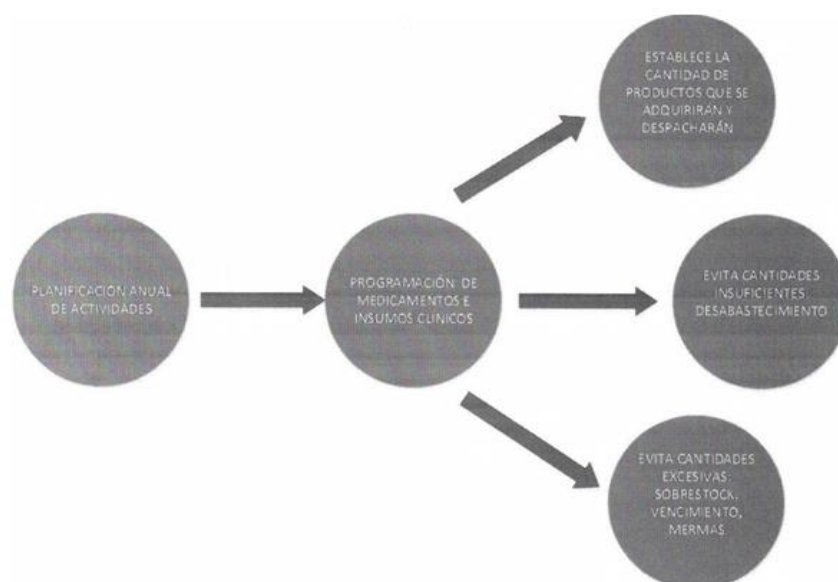 PLANIFICACIÓN ANUAL
DE ACTIVIDADES
PROGRAMACIÓN DE
MEDICAMENTOS E
INSUMOS CLÍNICOS
ESTABLECE LA
CANTIDAD DE
PRODUCTOS QUE SE
ADQUIRIRÁN Y
DESPACHARÁN
EVITA CANTIDADES
INSUFICIENTES:
DESABASTECIMIENTO
EVITA CANTIDADES
EXCESIVAS:
SOBRESTOCK,
VENCIMIENTO,
MERMAS